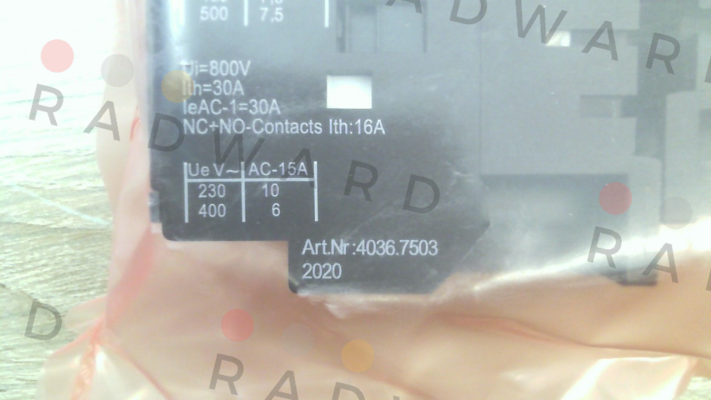 RADWARD
500 7,5
Ui=800V
Ith=30A
IeAC-1=30A
NC+NO-Contacts Ith:16A
RADWARD
Ue V~ AC-15A
230 10
400 6
Art.Nr:4036.7503
2020
RA
D
RADWARD